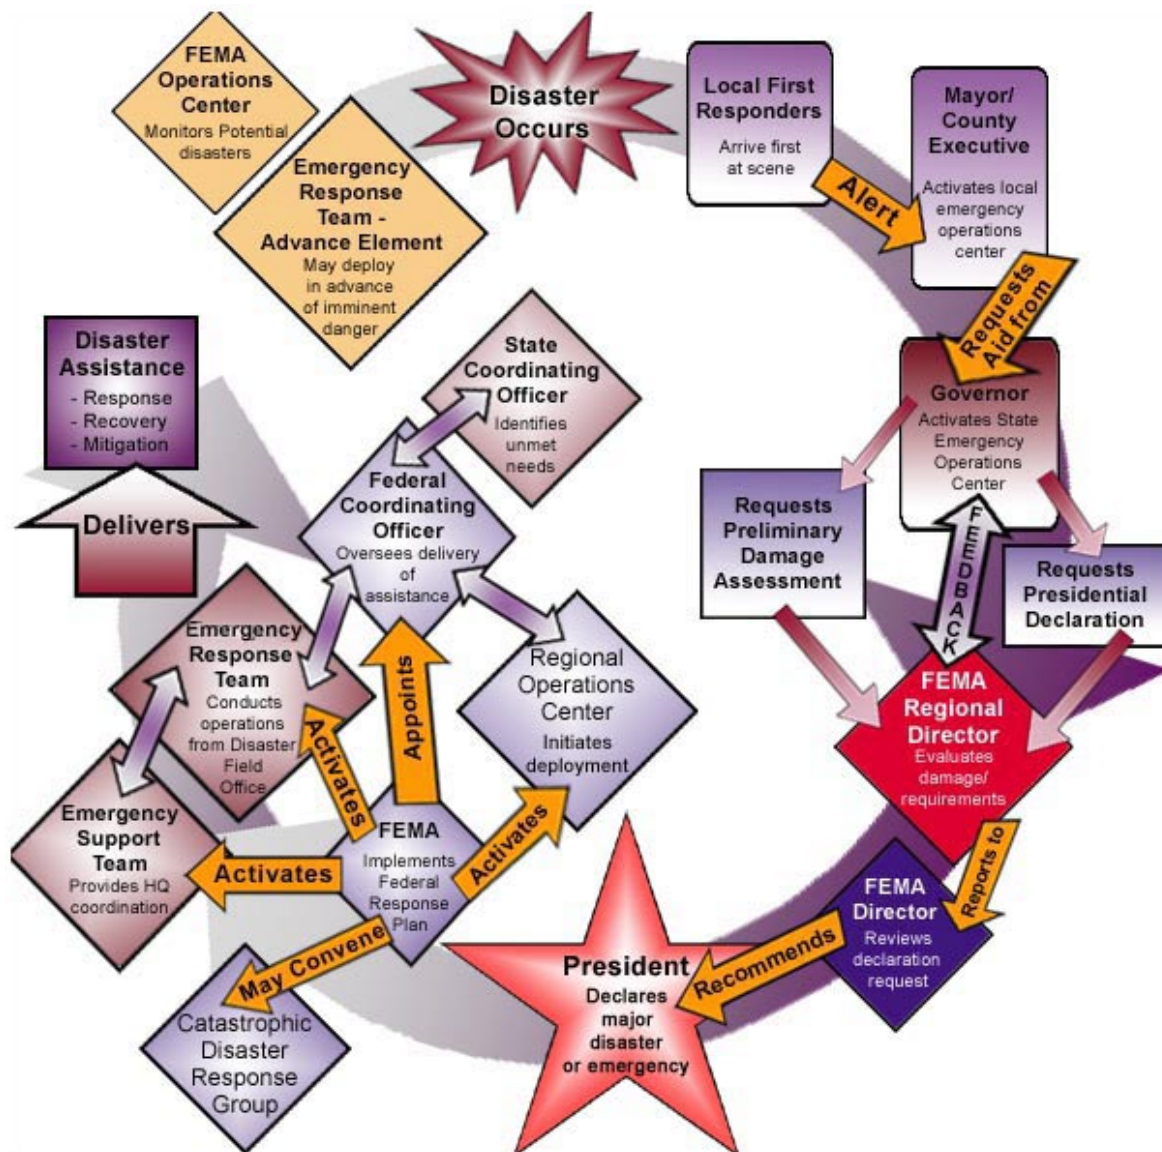 FEMA
Operations
Center
Monitors Potential
disasters
Emergency
Response
Team -
Advance Element
May deploy
in advance
of imminent
danger
Disaster
Occurs
Local First
Responders
Arrive first
at scene
Alert
Mayor/
County
Executive
Activates local
emergency
operations
center
Requests
Aid from
Governor
Activates State
Emergency
Operations
Center
Requests
Preliminary
Damage
Assessment
FEEDBACK
Requests
Presidential
Declaration
FEMA
Regional
Director
Evaluates
damage/
requirements
Reports to
FEMA
Director
Reviews
declaration
request
Recommends
President
Declares
major
disaster
or emergency
FEMA
Implements
Federal
Response
Plan
May Convene
Catastrophic
Disaster
Response
Group
Activates
Emergency
Support
Team
Provides HQ
coordination
Activates
Emergency
Response
Team
Conducts
operations
from Disaster
Field
Office
Appoints
Federal
Coordinating
Officer
Oversees delivery
of
assistance
Activates
Regional
Operations
Center
Initiates
deployment
State
Coordinating
Officer
Identifies
unmet
needs
Delivers
Disaster
Assistance
- Response
- Recovery
- Mitigation